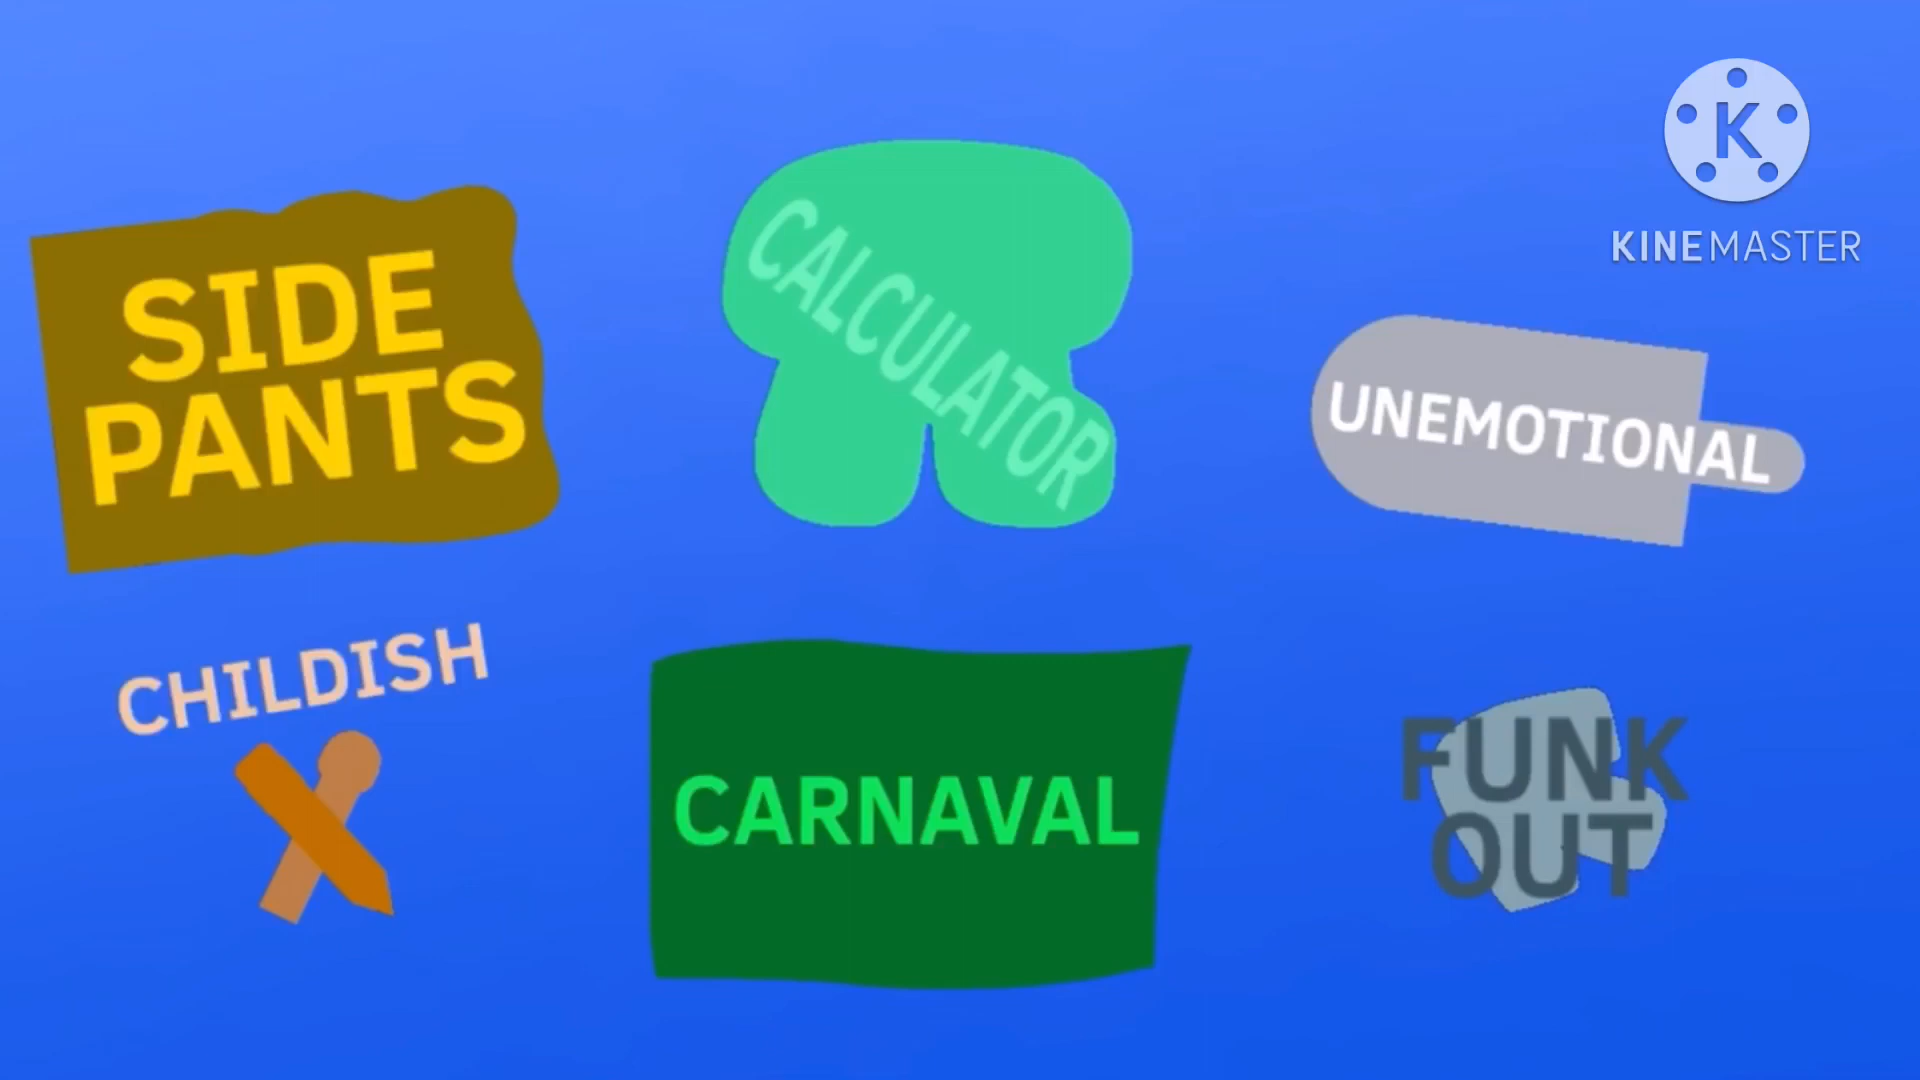 K
KINEMASTER
SIDE
PANTS
CALCULATOR
UNEMOTIONAL
CHILDISH
CARNAVAL
FUNK
OUT